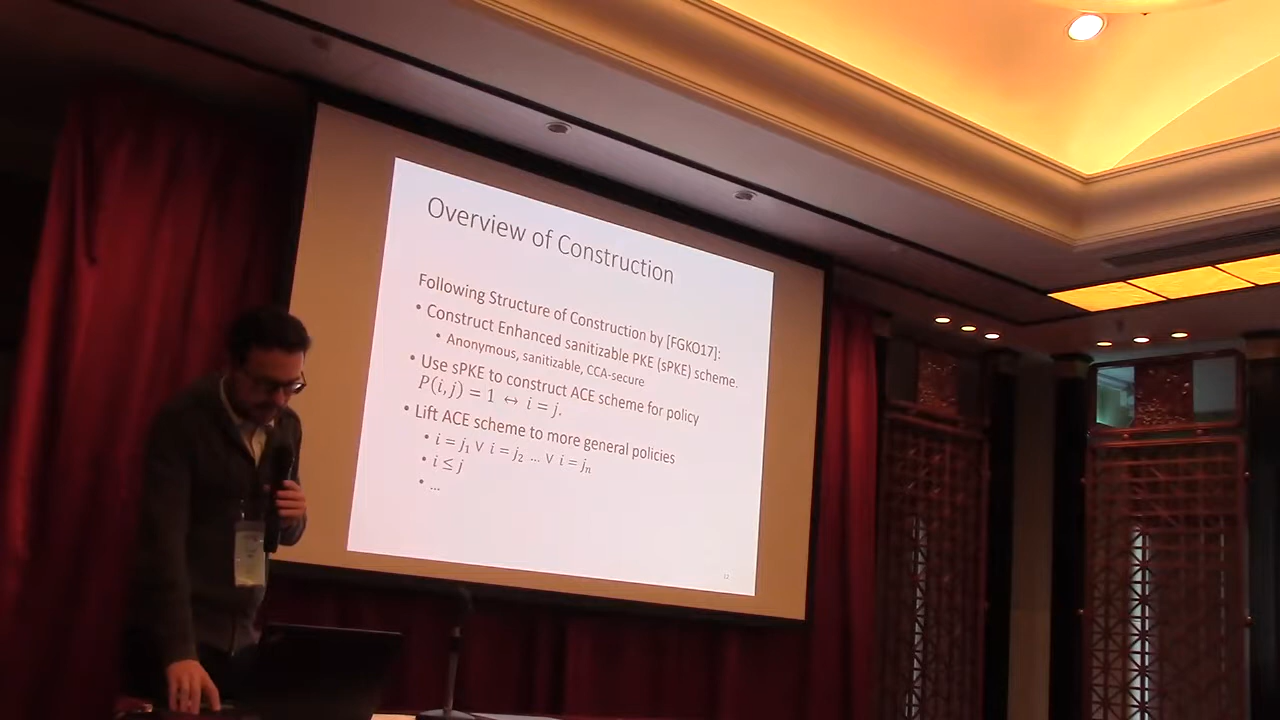 Overview of Construction
Following Structure of Construction by [FGKO17]:
• Construct Enhanced sanitizable PKE (sPKE) scheme.
• Anonymous, sanitizable, CCA-secure
• Use sPKE to construct ACE scheme for policy
P(i, j) = 1 ↔ i = j.
• Lift ACE scheme to more general policies
• i = j₁ ∨ i = j₂ ... ∨ i = jₙ
• i ≤ j
• ...
12